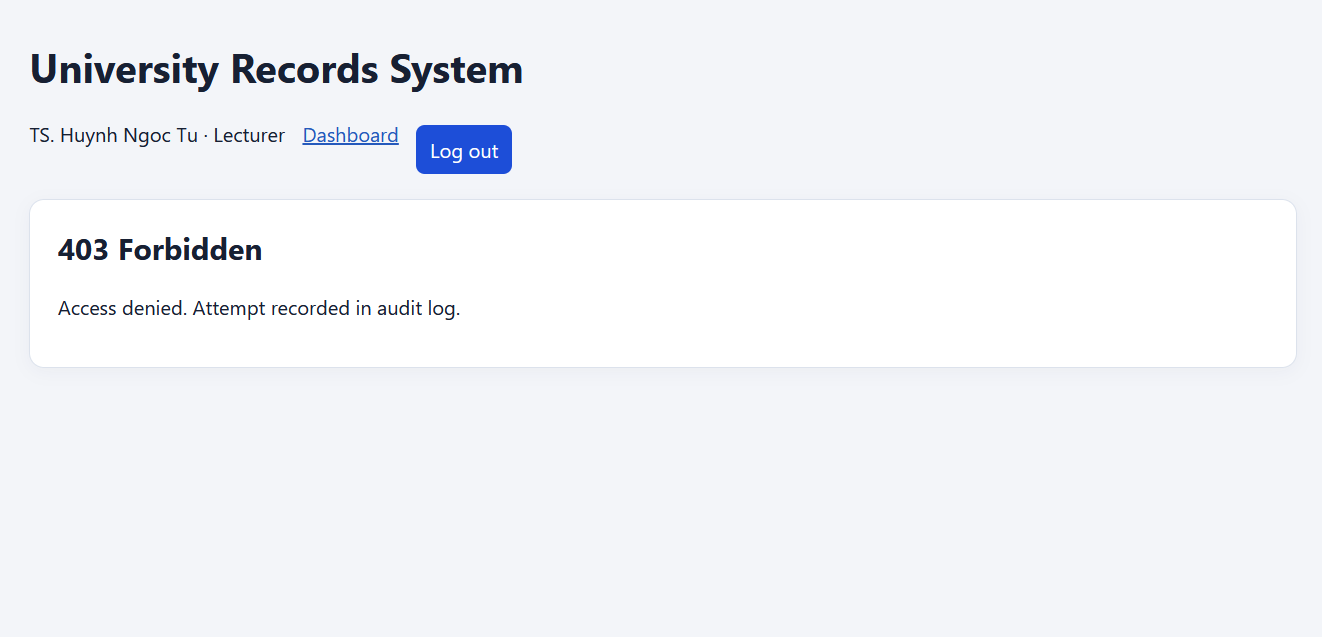 University Records System
TS. Huynh Ngoc Tu · Lecturer Dashboard Log out
403 Forbidden
Access denied. Attempt recorded in audit log.